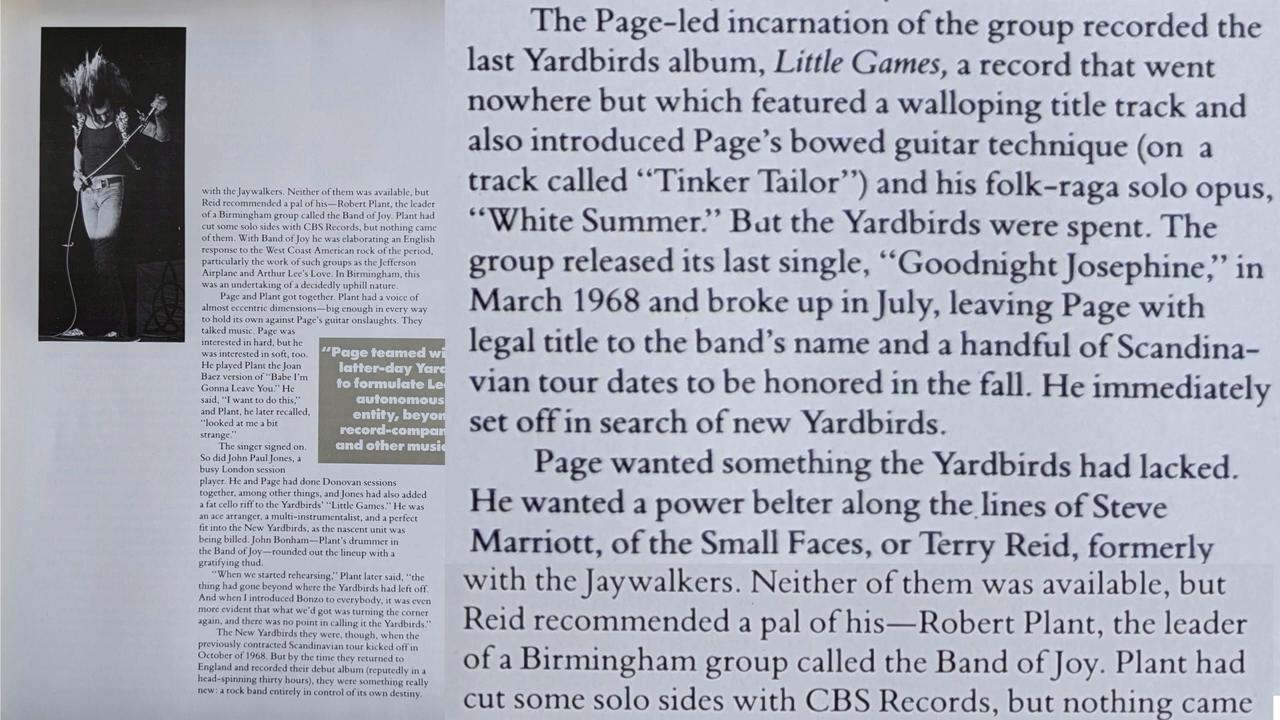 with the Jaywalkers. Neither of them was available, but
Reid recommended a pal of his—Robert Plant, the leader
of a Birmingham group called the Band of Joy. Plant had
cut some solo sides with CBS Records, but nothing came
of them. With Band of Joy he was elaborating an English
response to the West Coast American rock of the period,
particularly the work of such groups as the Jefferson
Airplane and Arthur Lee's Love. In Birmingham, this
was an undertaking of a decidedly uphill nature.
Page and Plant got together. Plant had a voice of
almost eccentric dimensions—big enough in every way
to hold its own against Page's guitar onslaughts. They
talked music. Page was
interested in hard, but he
was interested in soft, too.
He played Plant the Joan
Baez version of "Babe I'm
Gonna Leave You." He
said, "I want to do this,"
and Plant, he later recalled,
"looked at me a bit
strange."
The singer signed on.
So did John Paul Jones, a
busy London session
player. He and Page had done Donovan sessions
together, among other things, and Jones had also added
a fat cello riff to the Yardbirds' "Little Games." He was
an ace arranger, a multi-instrumentalist, and a perfect
fit into the New Yardbirds, as the nascent unit was
being billed. John Bonham—Plant's drummer in
the Band of Joy—rounded out the lineup with a
gratifying thud.
"When we started rehearsing," Plant later said, "the
thing had gone beyond where the Yardbirds had left off.
And when I introduced Bonzo to everybody, it was even
more evident that what we'd got was turning the corner
again, and there was no point in calling it the Yardbirds."
The New Yardbirds they were, though, when the
previously contracted Scandinavian tour kicked off in
October of 1968. But by the time they returned to
England and recorded their debut album (reputedly in a
head-spinning thirty hours), they were something really
new: a rock band entirely in control of its own destiny.
"Page teamed wi
latter-day Yard
to formulate Le
autonomous
entity, beyon
record-compan
and other music
The Page-led incarnation of the group recorded the
last Yardbirds album, Little Games, a record that went
nowhere but which featured a walloping title track and
also introduced Page's bowed guitar technique (on a
track called "Tinker Tailor") and his folk-raga solo opus,
"White Summer." But the Yardbirds were spent. The
group released its last single, "Goodnight Josephine," in
March 1968 and broke up in July, leaving Page with
legal title to the band's name and a handful of Scandina-
vian tour dates to be honored in the fall. He immediately
set off in search of new Yardbirds.
Page wanted something the Yardbirds had lacked.
He wanted a power belter along the lines of Steve
Marriott, of the Small Faces, or Terry Reid, formerly
with the Jaywalkers. Neither of them was available, but
Reid recommended a pal of his—Robert Plant, the leader
of a Birmingham group called the Band of Joy. Plant had
cut some solo sides with CBS Records, but nothing came